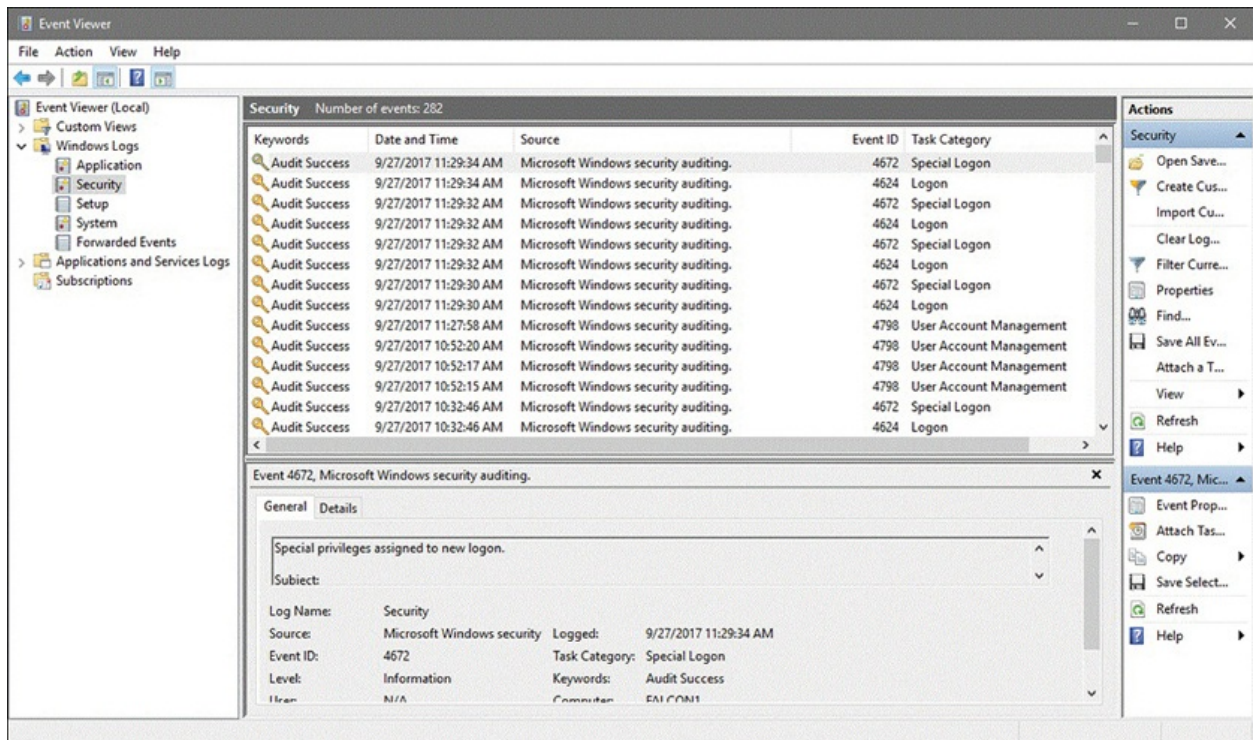 Event Viewer
File Action View Help
Event Viewer (Local)
Custom Views
Windows Logs
Application
Security
Setup
System
Forwarded Events
Applications and Services Logs
Subscriptions
Security Number of events: 282
Keywords Date and Time Source Event ID Task Category
Audit Success 9/27/2017 11:29:34 AM Microsoft Windows security auditing. 4672 Special Logon
Audit Success 9/27/2017 11:29:34 AM Microsoft Windows security auditing. 4624 Logon
Audit Success 9/27/2017 11:29:32 AM Microsoft Windows security auditing. 4672 Special Logon
Audit Success 9/27/2017 11:29:32 AM Microsoft Windows security auditing. 4624 Logon
Audit Success 9/27/2017 11:29:32 AM Microsoft Windows security auditing. 4672 Special Logon
Audit Success 9/27/2017 11:29:32 AM Microsoft Windows security auditing. 4624 Logon
Audit Success 9/27/2017 11:29:30 AM Microsoft Windows security auditing. 4672 Special Logon
Audit Success 9/27/2017 11:29:30 AM Microsoft Windows security auditing. 4624 Logon
Audit Success 9/27/2017 11:27:58 AM Microsoft Windows security auditing. 4798 User Account Management
Audit Success 9/27/2017 10:52:20 AM Microsoft Windows security auditing. 4798 User Account Management
Audit Success 9/27/2017 10:52:17 AM Microsoft Windows security auditing. 4798 User Account Management
Audit Success 9/27/2017 10:52:15 AM Microsoft Windows security auditing. 4798 User Account Management
Audit Success 9/27/2017 10:32:46 AM Microsoft Windows security auditing. 4672 Special Logon
Audit Success 9/27/2017 10:32:46 AM Microsoft Windows security auditing. 4624 Logon
Event 4672, Microsoft Windows security auditing.
General Details
Special privileges assigned to new logon.
Subject:
Log Name: Security
Source: Microsoft Windows security Logged: 9/27/2017 11:29:34 AM
Event ID: 4672 Task Category: Special Logon
Level: Information Keywords: Audit Success
User: N/A Computer: FALCON1
Actions
Security
Open Save...
Create Cus...
Import Cu...
Clear Log...
Filter Curre...
Properties
Find...
Save All Ev...
Attach a T...
View
Refresh
Help
Event 4672, Mic...
Event Prop...
Attach Tas...
Copy
Save Select...
Refresh
Help